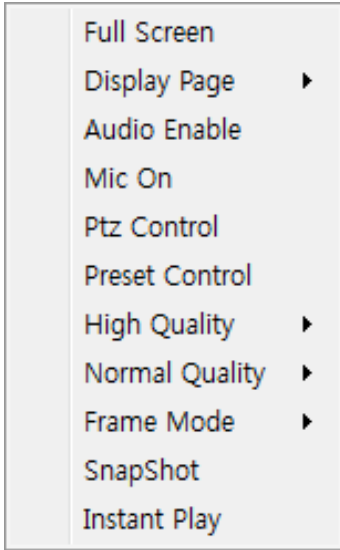 Full Screen
Display Page
Audio Enable
Mic On
Ptz Control
Preset Control
High Quality
Normal Quality
Frame Mode
SnapShot
Instant Play